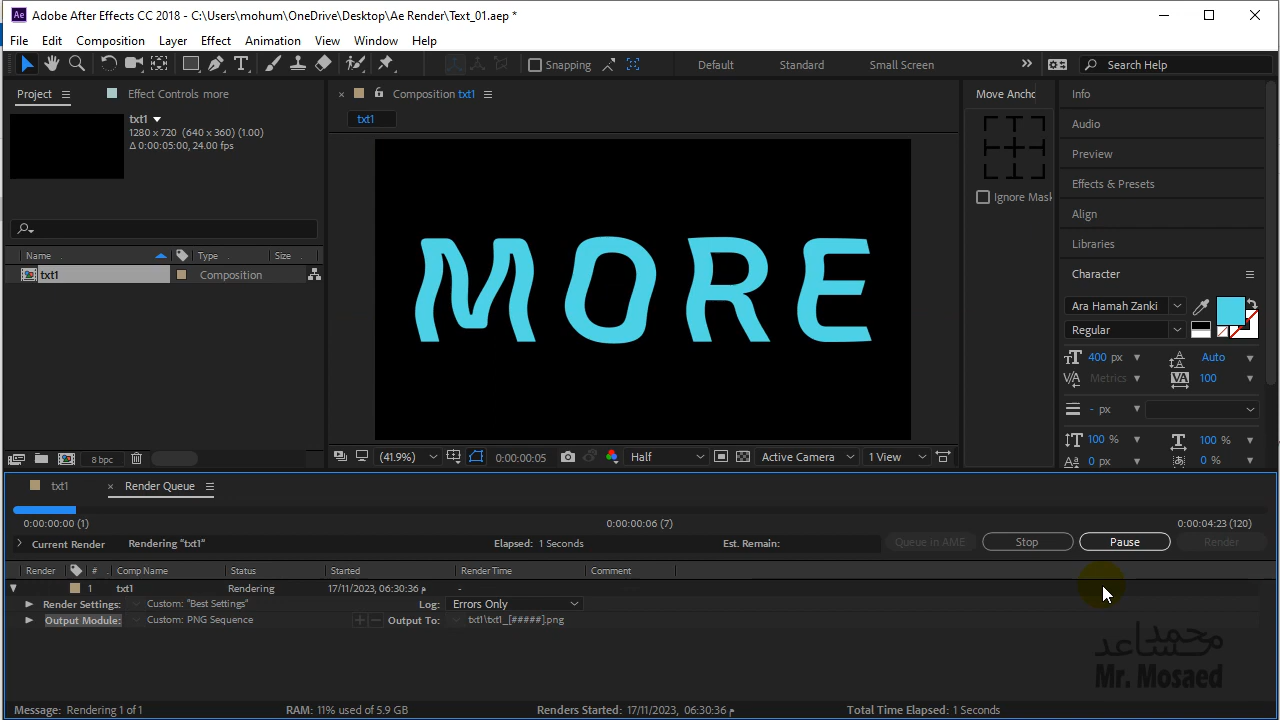 Adobe After Effects CC 2018 - C:\Users\mohum\OneDrive\Desktop\Ae Render\Text_01.aep *
File Edit Composition Layer Effect Animation View Window Help
Snapping Default Standard Small Screen Search Help
Project Effect Controls more
txt1
1280 x 720 (640 x 360) (1.00)
Δ 0:00:05:00, 24.00 fps
Name Type Size
txt1 Composition
8 bpc
Composition txt1
txt1
MORE
(41.9%) 0:00:00:05 Half Active Camera 1 View
Move Ancho
Ignore Mask
Info
Audio
Preview
Effects & Presets
Align
Libraries
Character
Ara Hamah Zanki
Regular
400 px Auto
Metrics 100
- px
100 % 100 %
0 px 0 %
txt1 Render Queue
0:00:00:00 (1) 0:00:00:06 (7) 0:00:04:23 (120)
Current Render Rendering "txt1" Elapsed: 1 Seconds Est. Remain: Queue in AME Stop Pause Render
Render # Comp Name Status Started Render Time Comment
1 txt1 Rendering 17/11/2023, 06:30:36 م -
Render Settings: Custom: "Best Settings" Log: Errors Only
Output Module: Custom: PNG Sequence Output To: txt1\txt1_[#####].png
محمد مساعد
Mr. Mosaed
Message: Rendering 1 of 1 RAM: 11% used of 5.9 GB Renders Started: 17/11/2023, 06:30:36 م Total Time Elapsed: 1 Seconds